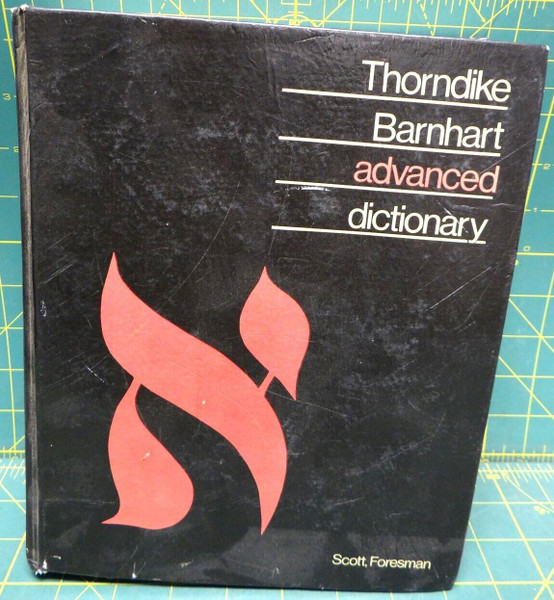 Thorndike
Barnhart
advanced
dictionary
א
Scott, Foresman